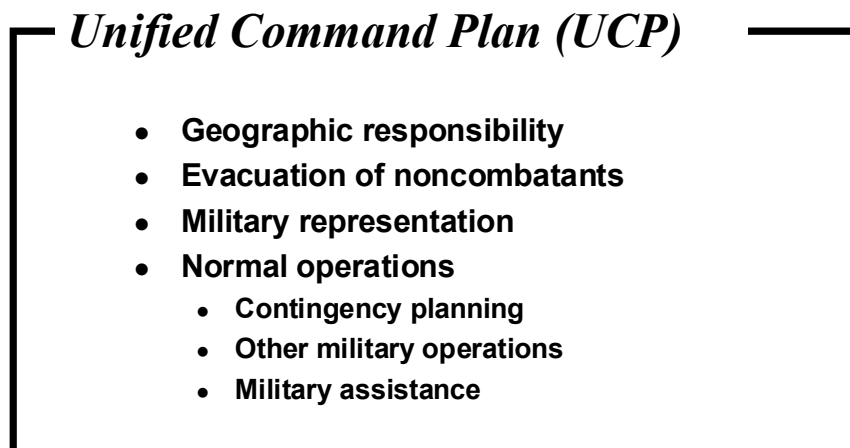 Unified Command Plan (UCP)
● Geographic responsibility
● Evacuation of noncombatants
● Military representation
● Normal operations
● Contingency planning
● Other military operations
● Military assistance